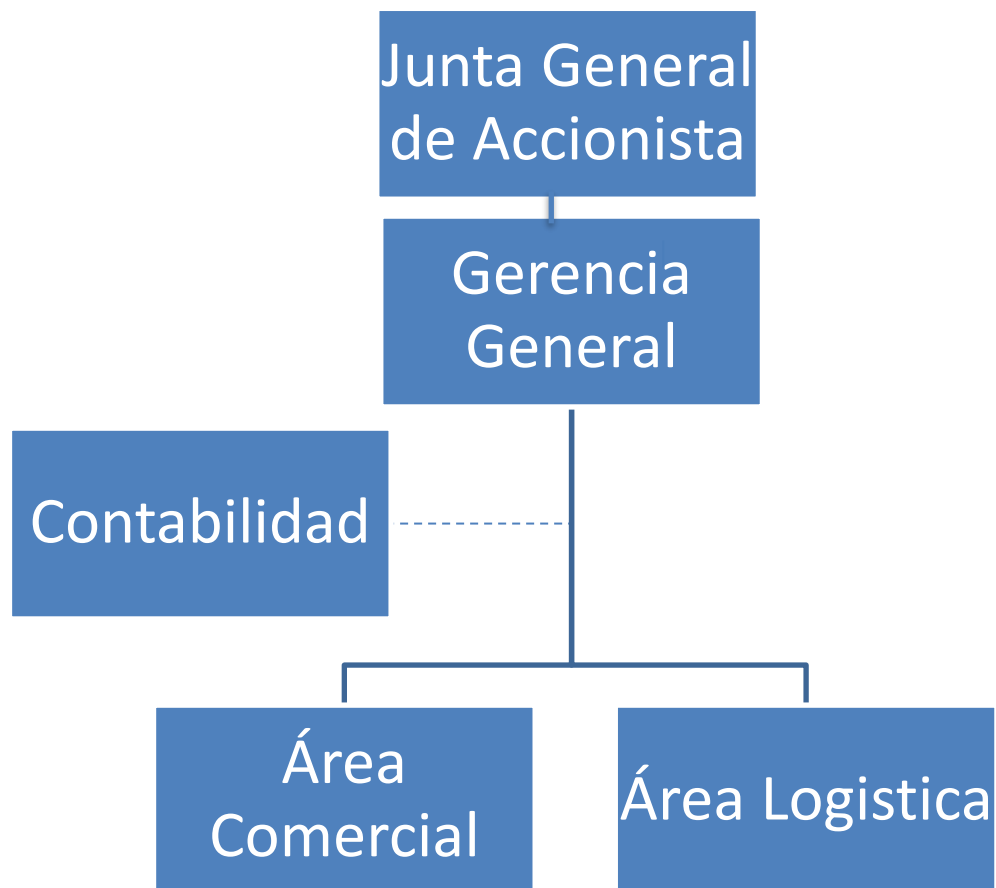 Junta General
de Accionista
Gerencia
General
Contabilidad
Área
Comercial
Área Logistica